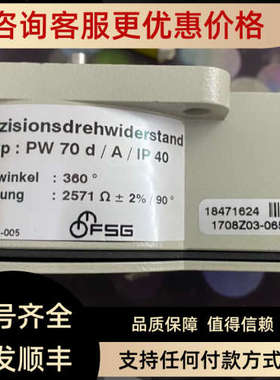 咨询客服更优惠价格
zisionsdrehwiderstand
p : PW 70 d / A / IP 40
winkel : 360°
ung : 2571 Ω ± 2% / 90°
FSG
-005
18471624
1708Z03-065
号齐全
品质保障 值得信赖
发顺丰
支持任何付款方式